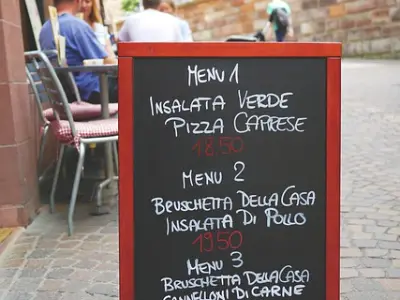 MENU 1
INSALATA VERDE
PIZZA CAPRESE
18.50
MENU 2
BRUSCHETTA DELLA CASA
INSALATA DI POLLO
19.50
MENU 3
BRUSCHETTA DELLA CASA
CANNELLONI DI CARNE